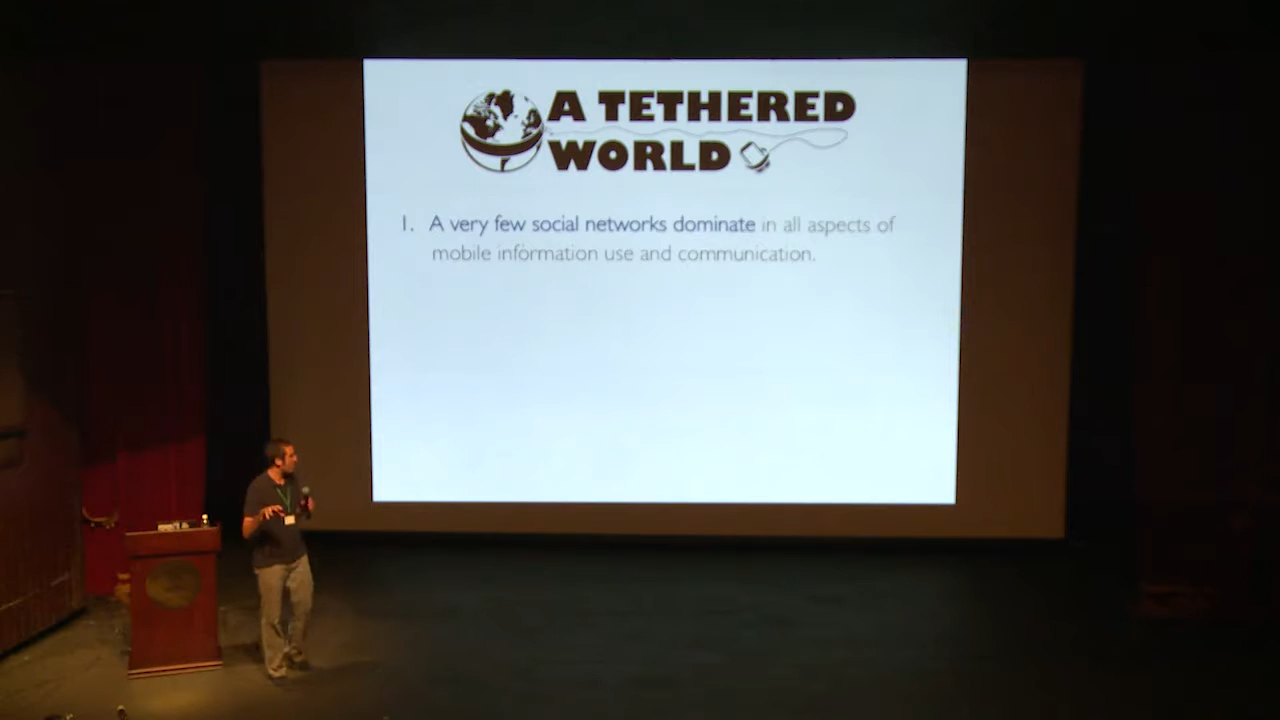 A TETHERED
WORLD
1. A very few social networks dominate in all aspects of
mobile information use and communication.